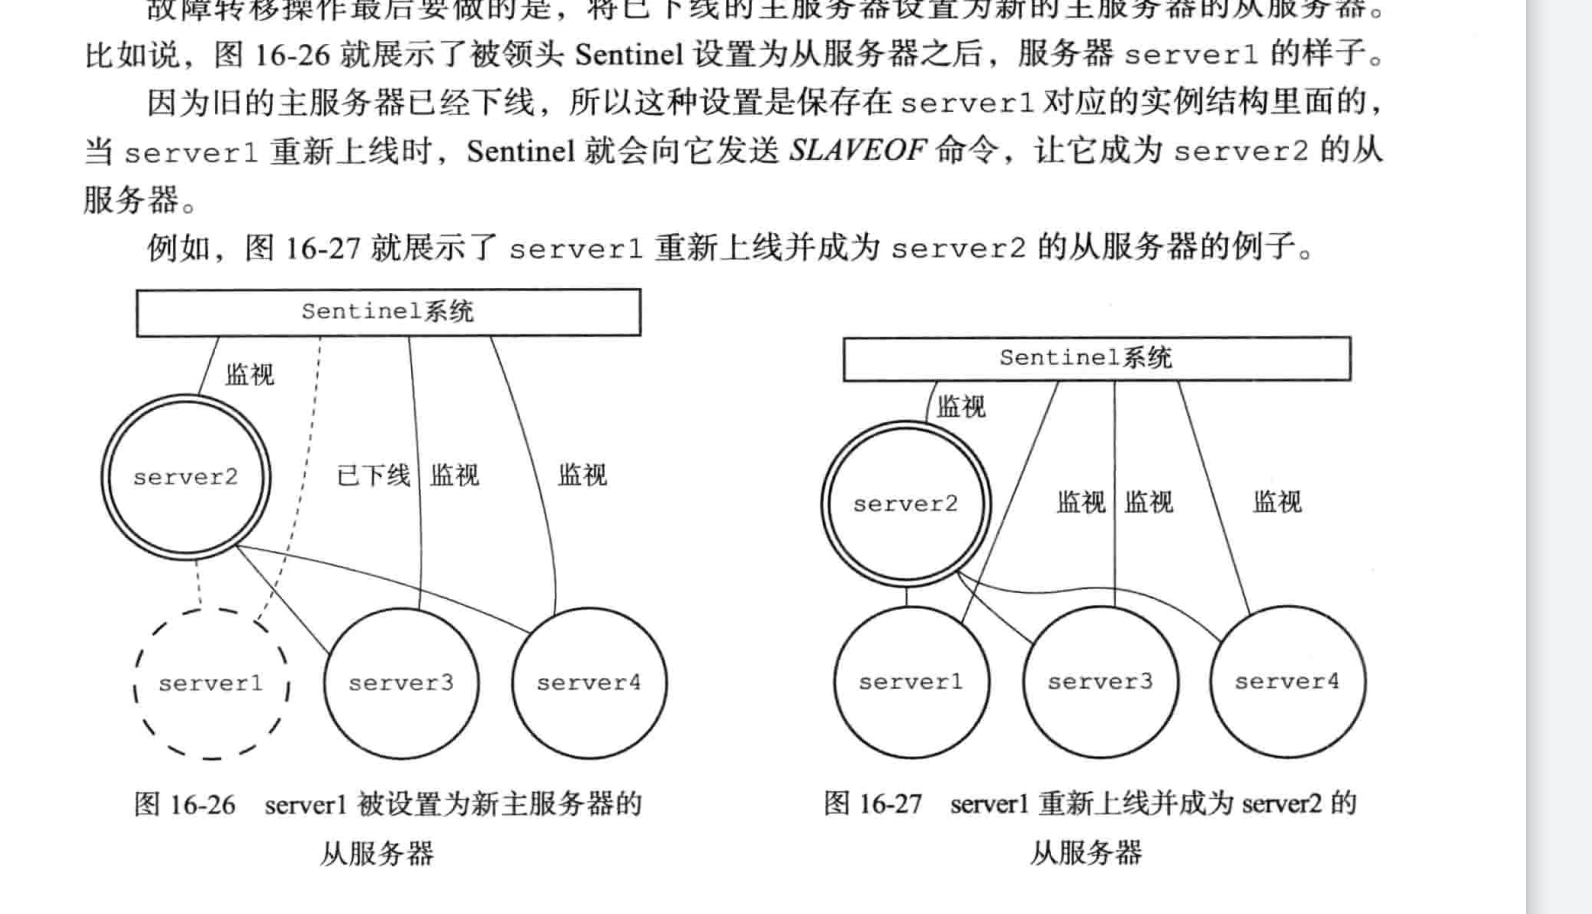 故障转移操作最后要做的是，将已下线的主服务器设置为新的主服务器的从服务器。
比如说，图 16-26 就展示了被领头 Sentinel 设置为从服务器之后，服务器 server1 的样子。
因为旧的主服务器已经下线，所以这种设置是保存在 server1 对应的实例结构里面的，
当 server1 重新上线时，Sentinel 就会向它发送 SLAVEOF 命令，让它成为 server2 的从
服务器。
例如，图 16-27 就展示了 server1 重新上线并成为 server2 的从服务器的例子。
Sentinel系统
监视
server2
已下线
监视
监视
server1
server3
server4
图 16-26 server1 被设置为新主服务器的
从服务器
Sentinel系统
监视
server2
监视
监视
监视
server1
server3
server4
图 16-27 server1 重新上线并成为 server2 的
从服务器